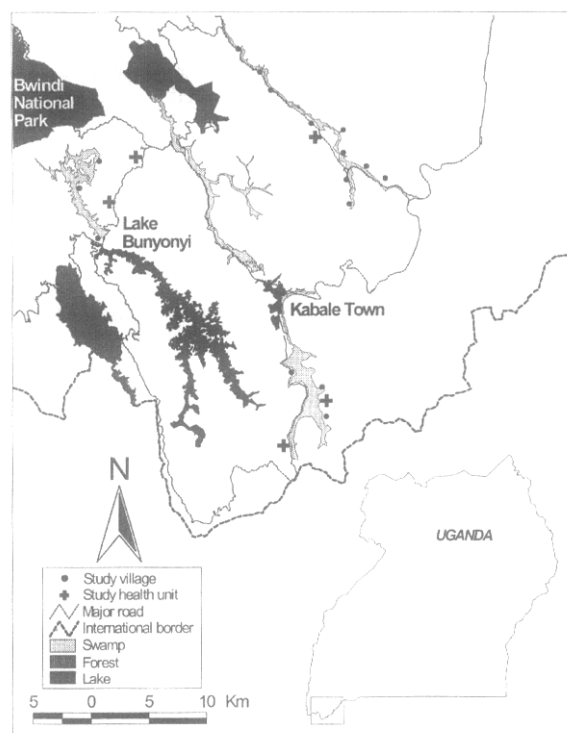 Bwindi
National
Park
Lake
Bunyonyi
Kabale Town
N
UGANDA
Study village
Study health unit
Major road
International border
Swamp
Forest
Lake
5 0 5 10 Km